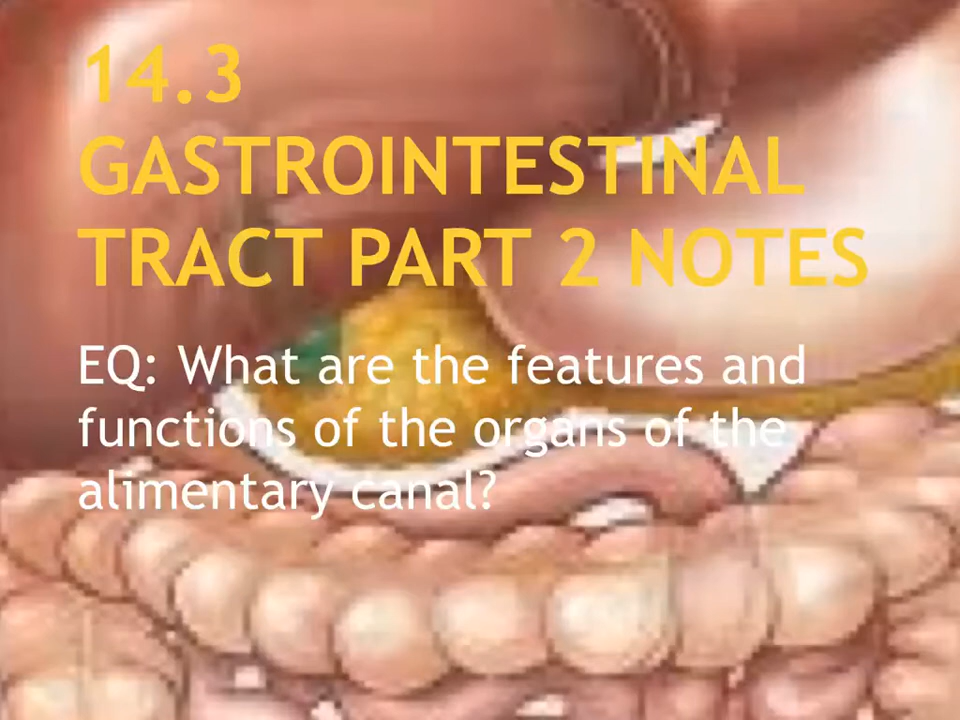 14.3
GASTROINTESTINAL
TRACT PART 2 NOTES
EQ: What are the features and
functions of the organs of the
alimentary canal?